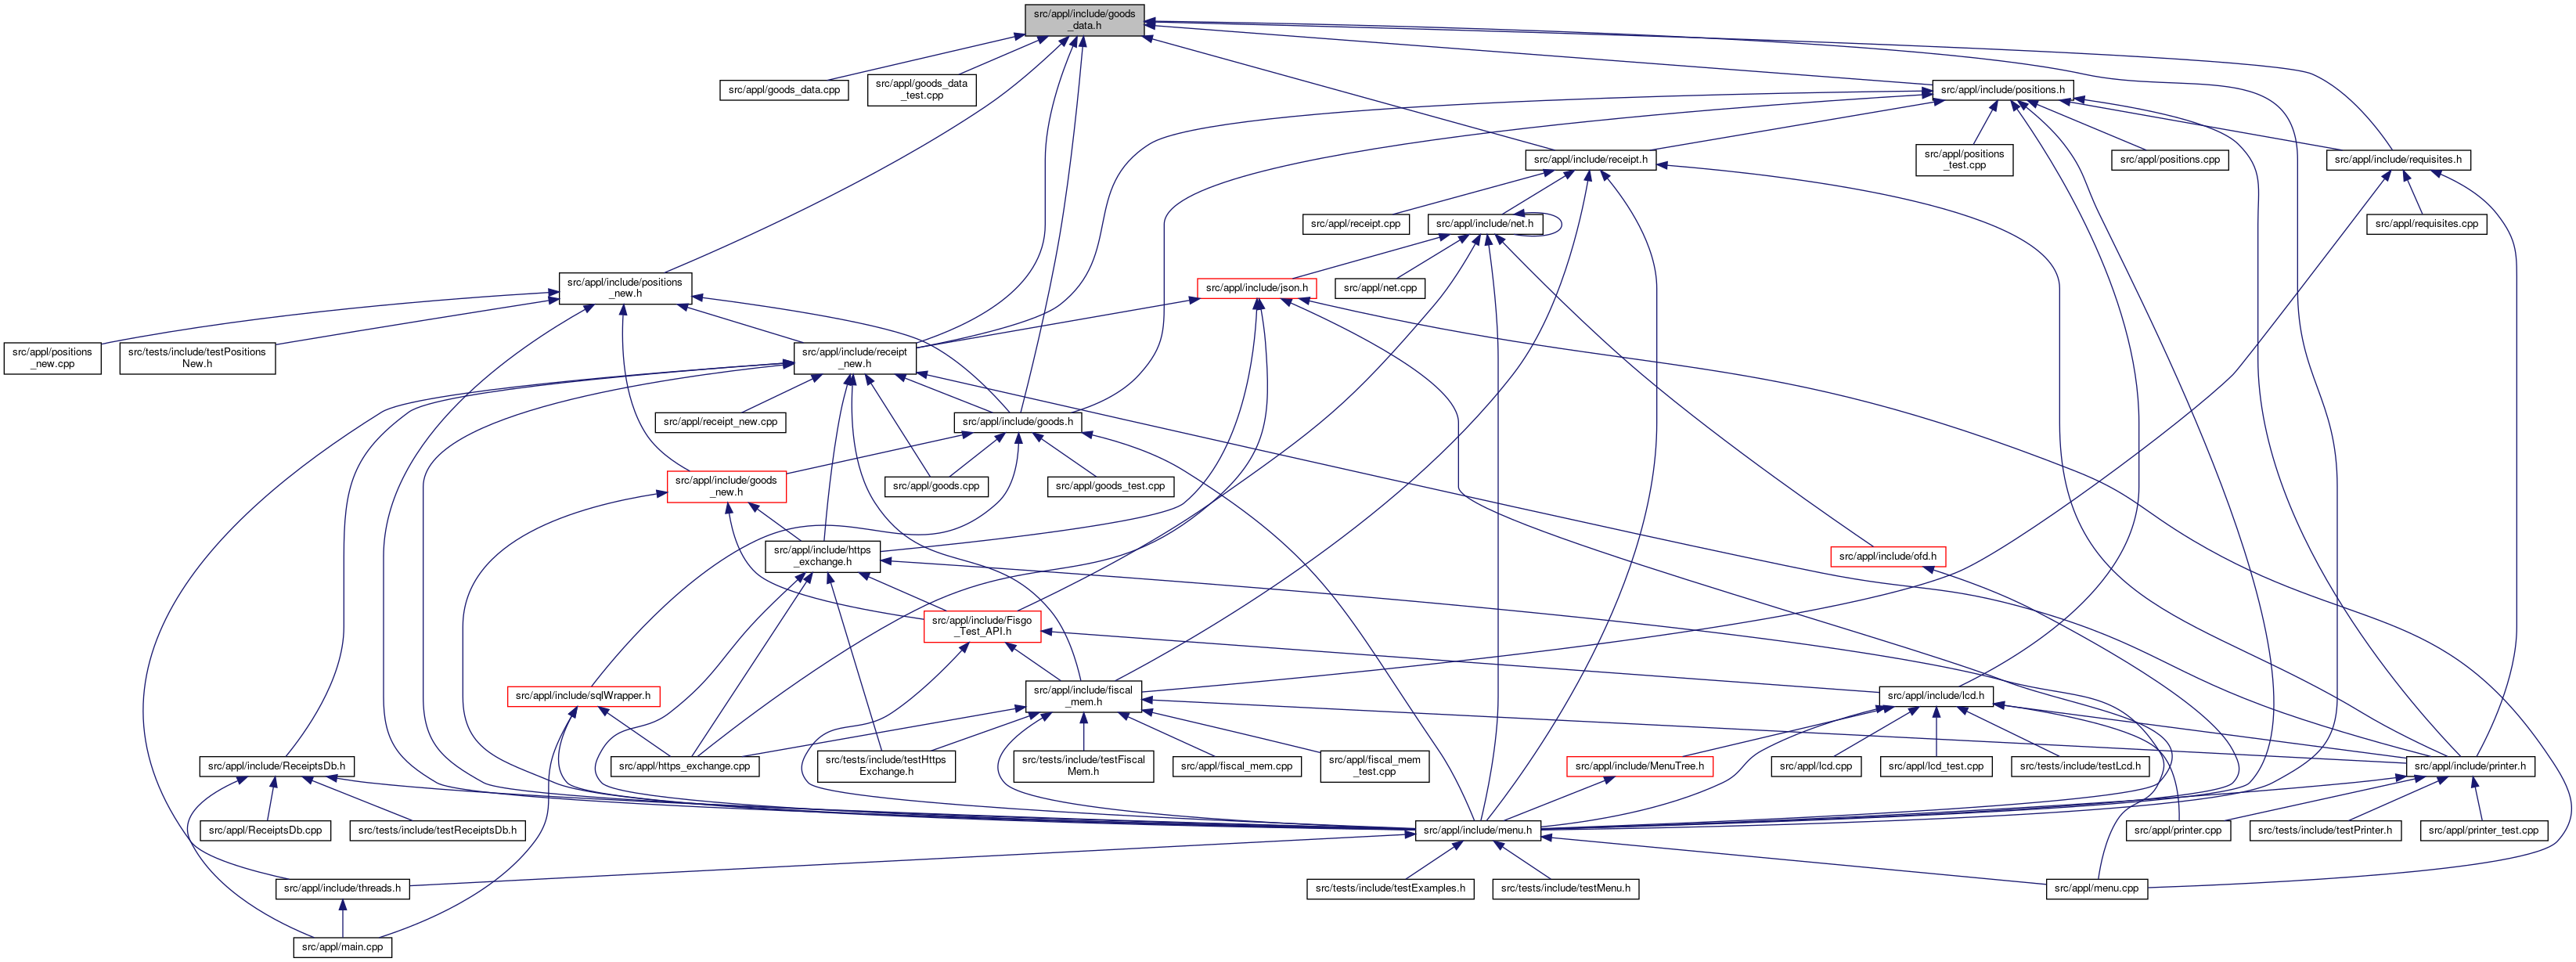 src/appl/include/goods
_data.h
src/appl/goods_data.cpp
src/appl/goods_data
_test.cpp
src/appl/include/positions.h
src/appl/include/receipt.h
src/appl/positions
_test.cpp
src/appl/positions.cpp
src/appl/include/requisites.h
src/appl/receipt.cpp
src/appl/include/net.h
src/appl/requisites.cpp
src/appl/include/positions
_new.h
src/appl/include/json.h
src/appl/net.cpp
src/appl/positions
_new.cpp
src/tests/include/testPositions
New.h
src/appl/include/receipt
_new.h
src/appl/receipt_new.cpp
src/appl/include/goods.h
src/appl/include/goods
_new.h
src/appl/goods.cpp
src/appl/goods_test.cpp
src/appl/include/https
_exchange.h
src/appl/include/ofd.h
src/appl/include/Fisgo
_Test_API.h
src/appl/include/sqlWrapper.h
src/appl/include/fiscal
_mem.h
src/appl/include/lcd.h
src/appl/include/ReceiptsDb.h
src/appl/https_exchange.cpp
src/tests/include/testHttps
Exchange.h
src/tests/include/testFiscal
Mem.h
src/appl/fiscal_mem.cpp
src/appl/fiscal_mem
_test.cpp
src/appl/include/MenuTree.h
src/appl/lcd.cpp
src/appl/lcd_test.cpp
src/tests/include/testLcd.h
src/appl/include/printer.h
src/appl/ReceiptsDb.cpp
src/tests/include/testReceiptsDb.h
src/appl/include/menu.h
src/appl/printer.cpp
src/tests/include/testPrinter.h
src/appl/printer_test.cpp
src/appl/include/threads.h
src/tests/include/testExamples.h
src/tests/include/testMenu.h
src/appl/menu.cpp
src/appl/main.cpp